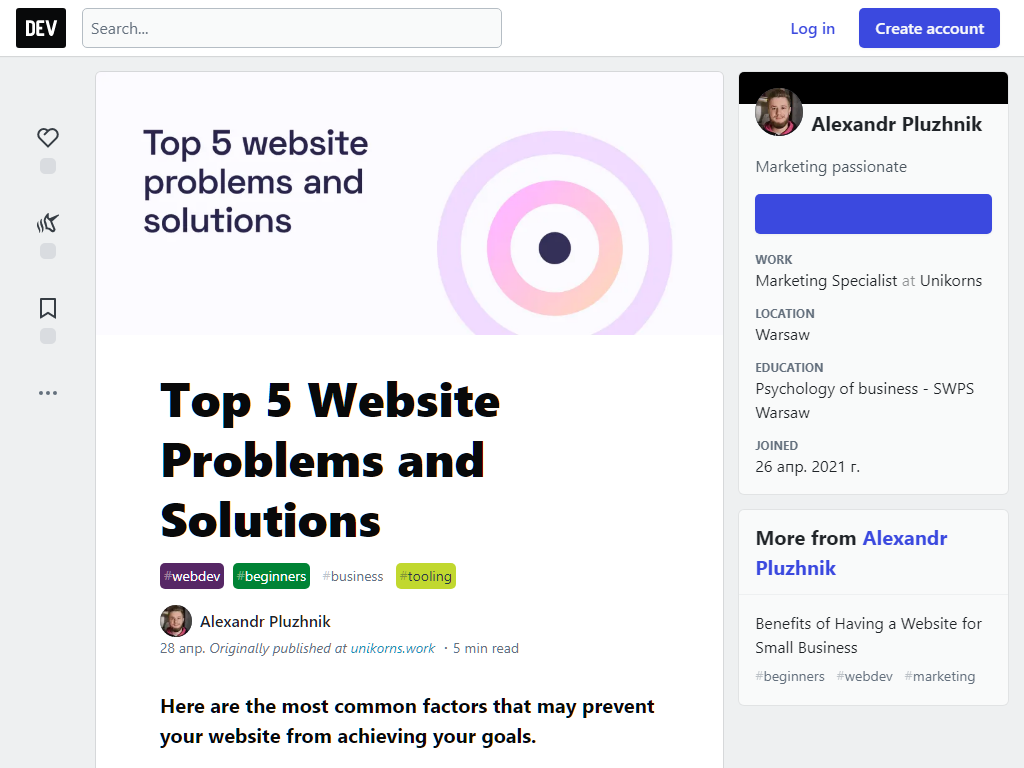 DEV
Search...
Log in
Create account
Top 5 website
problems and
solutions
Top 5 Website
Problems and
Solutions
#webdev #beginners #business #tooling
Alexandr Pluzhnik
28 апр. Originally published at unikorns.work ・5 min read
Here are the most common factors that may prevent
your website from achieving your goals.
Alexandr Pluzhnik
Marketing passionate
WORK
Marketing Specialist at Unikorns
LOCATION
Warsaw
EDUCATION
Psychology of business - SWPS
Warsaw
JOINED
26 апр. 2021 г.
More from Alexandr
Pluzhnik
Benefits of Having a Website for
Small Business
#beginners #webdev #marketing